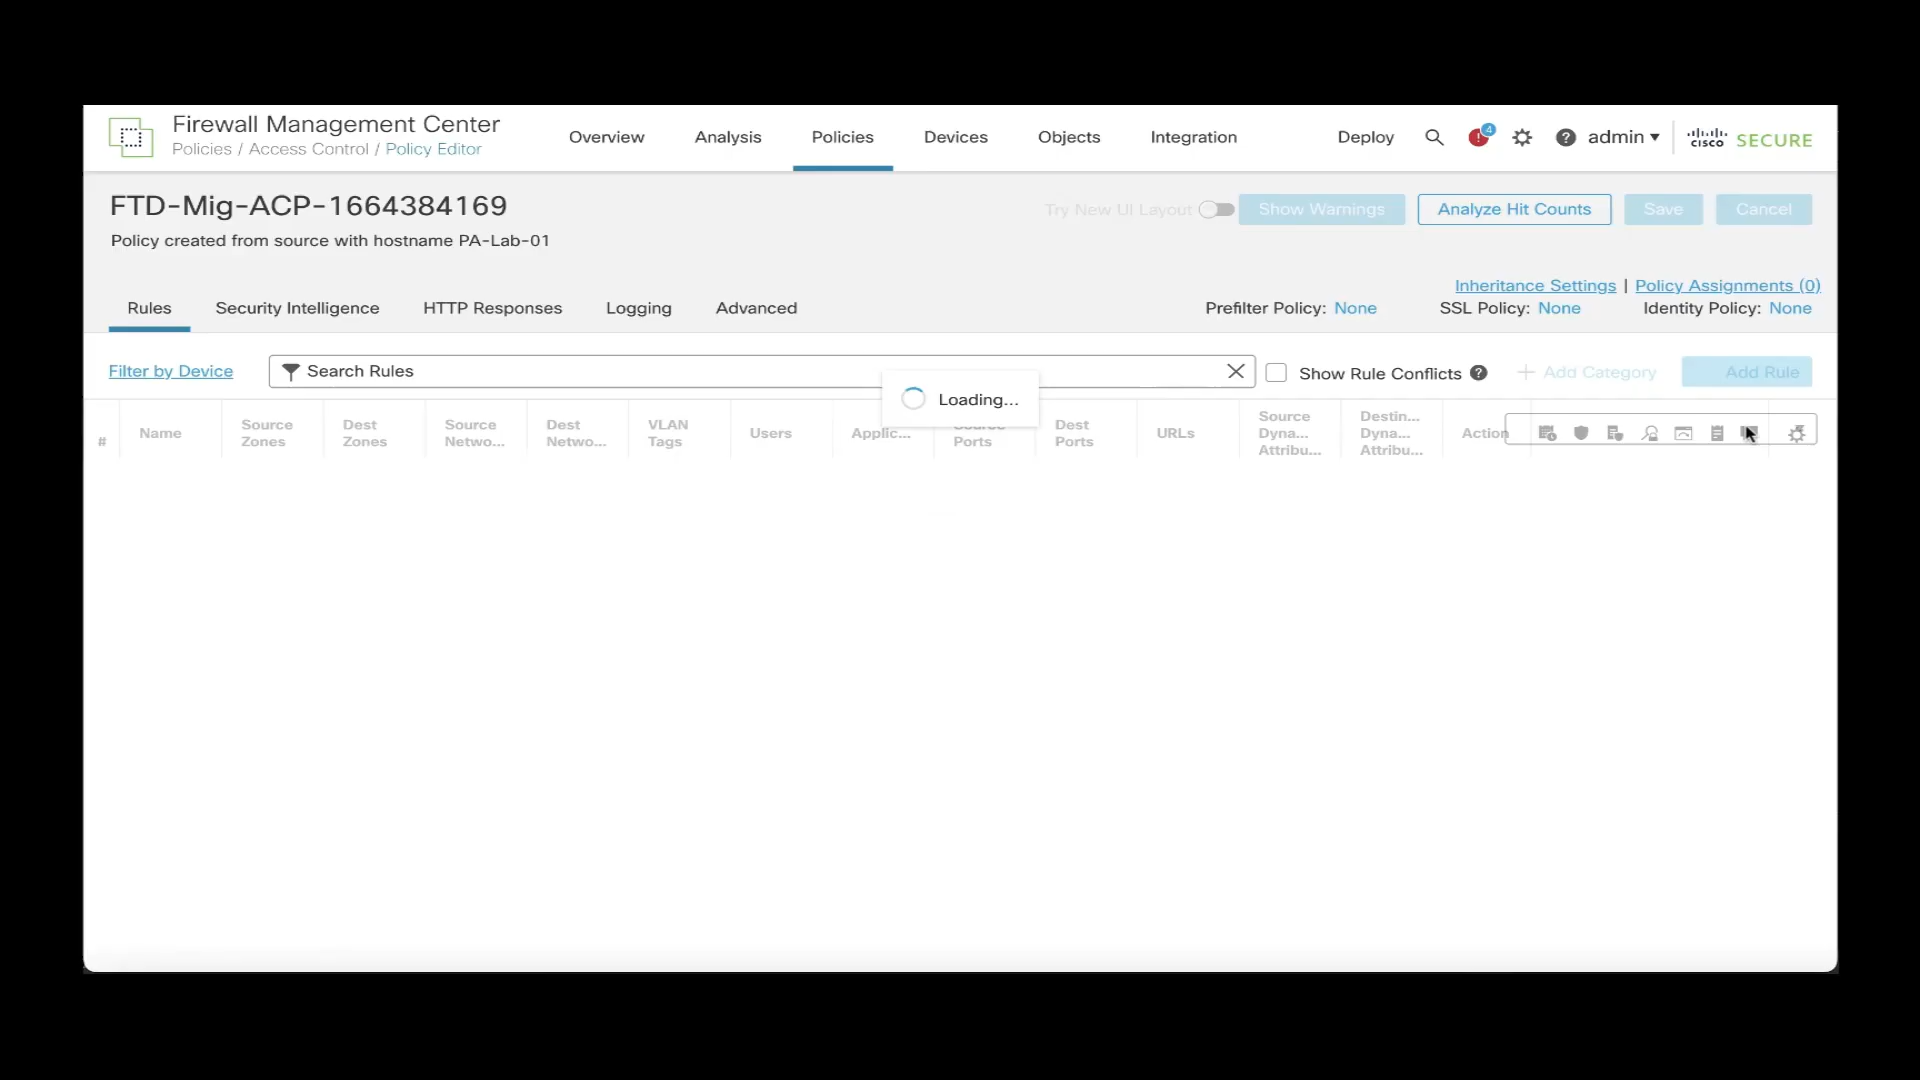 Firewall Management Center
Policies / Access Control / Policy Editor
Overview Analysis Policies Devices Objects Integration Deploy 4 admin cisco SECURE
FTD-Mig-ACP-1664384169
Try New UI Layout Show Warnings Analyze Hit Counts Save Cancel
Policy created from source with hostname PA-Lab-01
Inheritance Settings | Policy Assignments (0)
Rules Security Intelligence HTTP Responses Logging Advanced Prefilter Policy: None SSL Policy: None Identity Policy: None
Filter by Device Search Rules Show Rule Conflicts + Add Category Add Rule
Loading...
# Name
Source
Zones
Dest
Zones
Source
Netwo...
Dest
Netwo...
VLAN
Tags
Users
Applic...
Source
Ports
Dest
Ports
URLs
Source
Dyna...
Attribu...
Destin...
Dyna...
Attribu...
Action